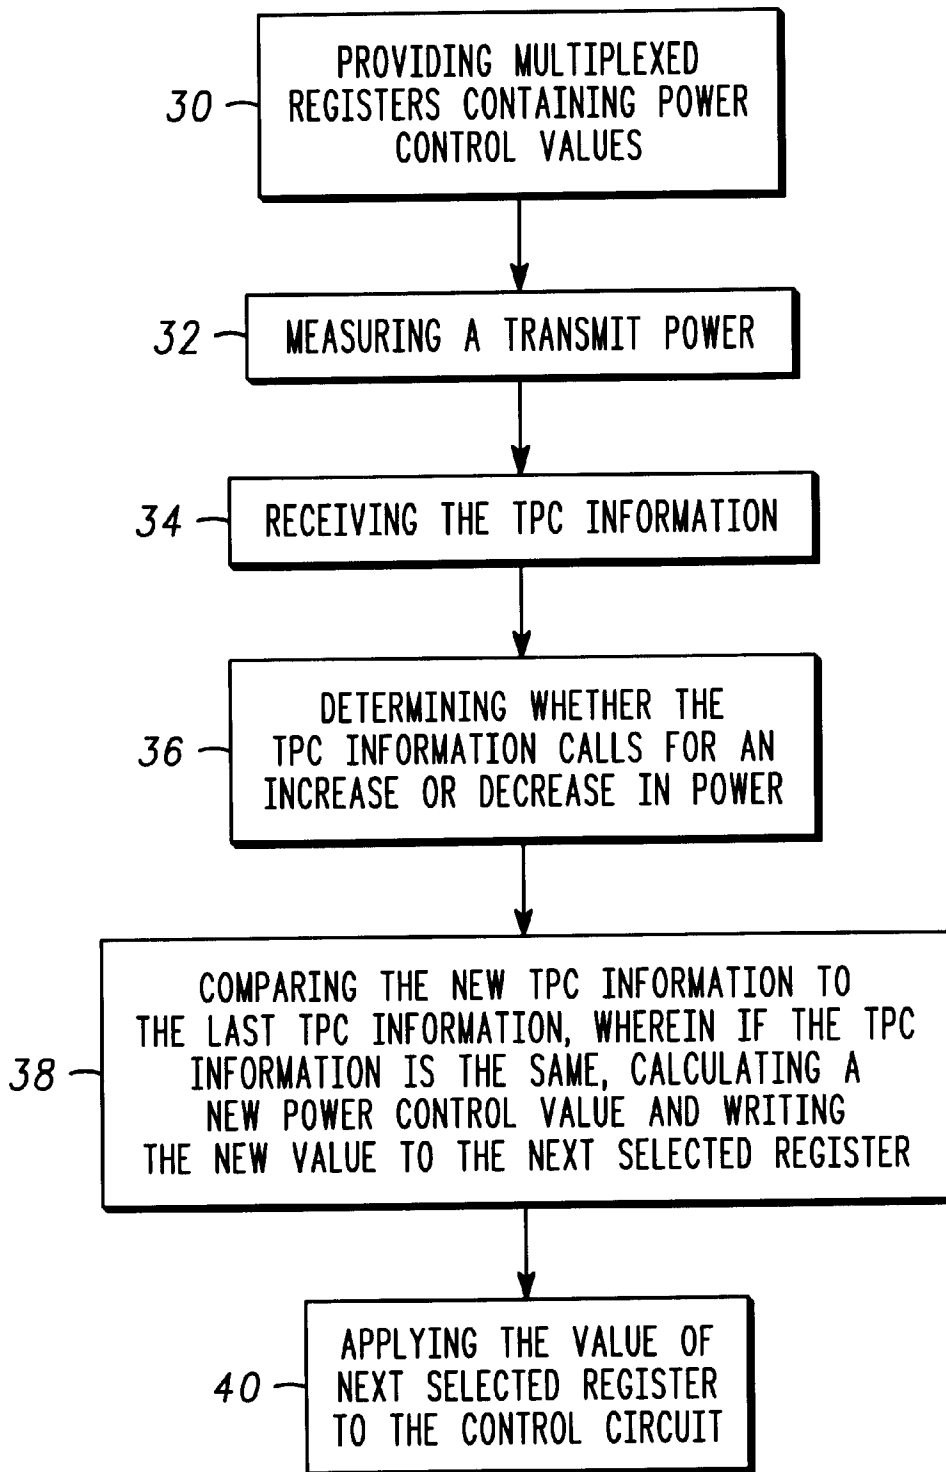 PROVIDING MULTIPLEXED
30
REGISTERS CONTAINING POWER
CONTROL VALUES
32
MEASURING A TRANSMIT POWER
34
RECEIVING THE TPC INFORMATION
DETERMINING WHETHER THE
36
TPC INFORMATION CALLS FOR AN
INCREASE OR DECREASE IN POWER
COMPARING THE NEW TPC INFORMATION TO
THE LAST TPC INFORMATION, WHEREIN IF THE TPC
38
INFORMATION IS THE SAME, CALCULATING A
NEW POWER CONTROL VALUE AND WRITING
THE NEW VALUE TO THE NEXT SELECTED REGISTER
APPLYING THE VALUE OF
40
NEXT SELECTED REGISTER
TO THE CONTROL CIRCUIT